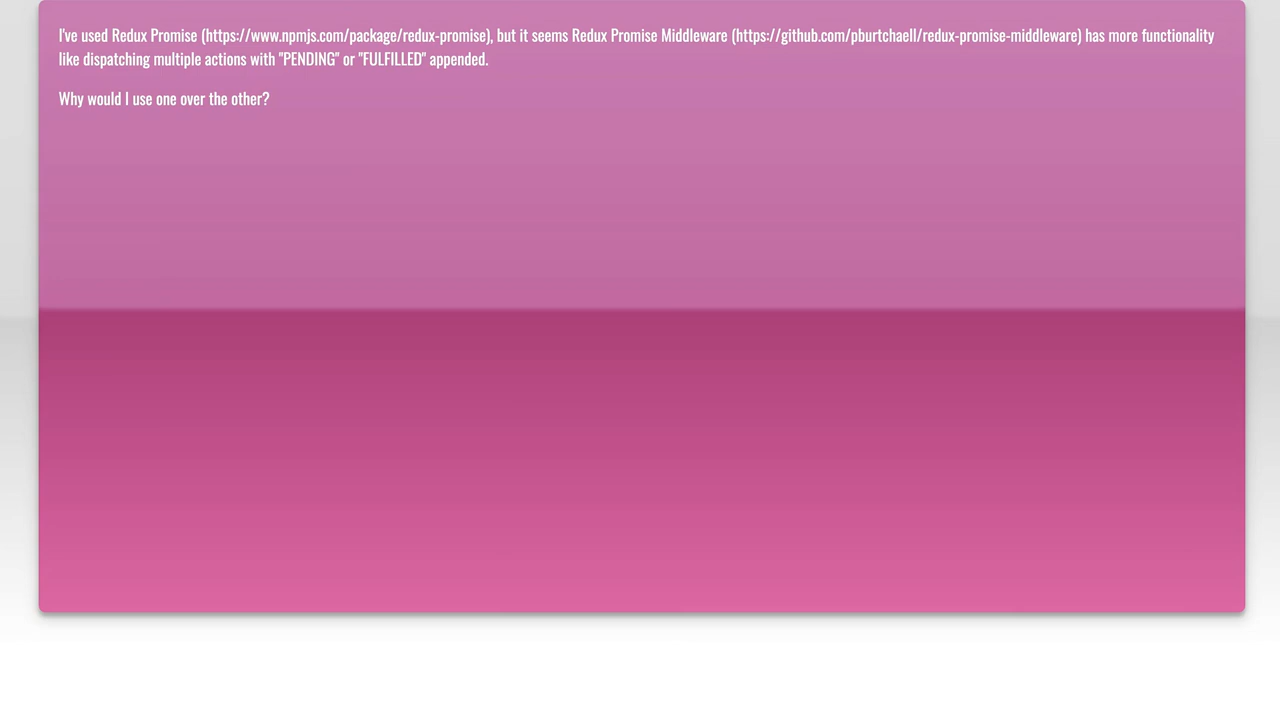 I've used Redux Promise (https://www.npmjs.com/package/redux-promise), but it seems Redux Promise Middleware (https://github.com/pburtchaell/redux-promise-middleware) has more functionality
like dispatching multiple actions with "PENDING" or "FULFILLED" appended.
Why would I use one over the other?